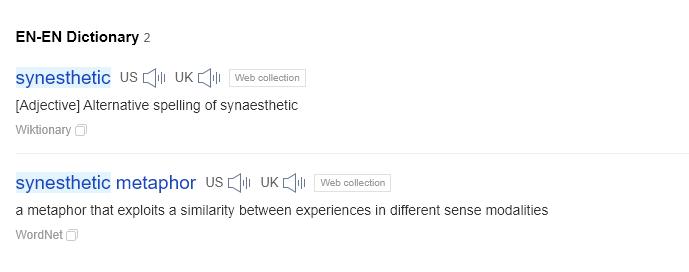 EN-EN Dictionary 2
synesthetic US UK Web collection
[Adjective] Alternative spelling of synaesthetic
Wiktionary
synesthetic metaphor US UK Web collection
a metaphor that exploits a similarity between experiences in different sense modalities
WordNet